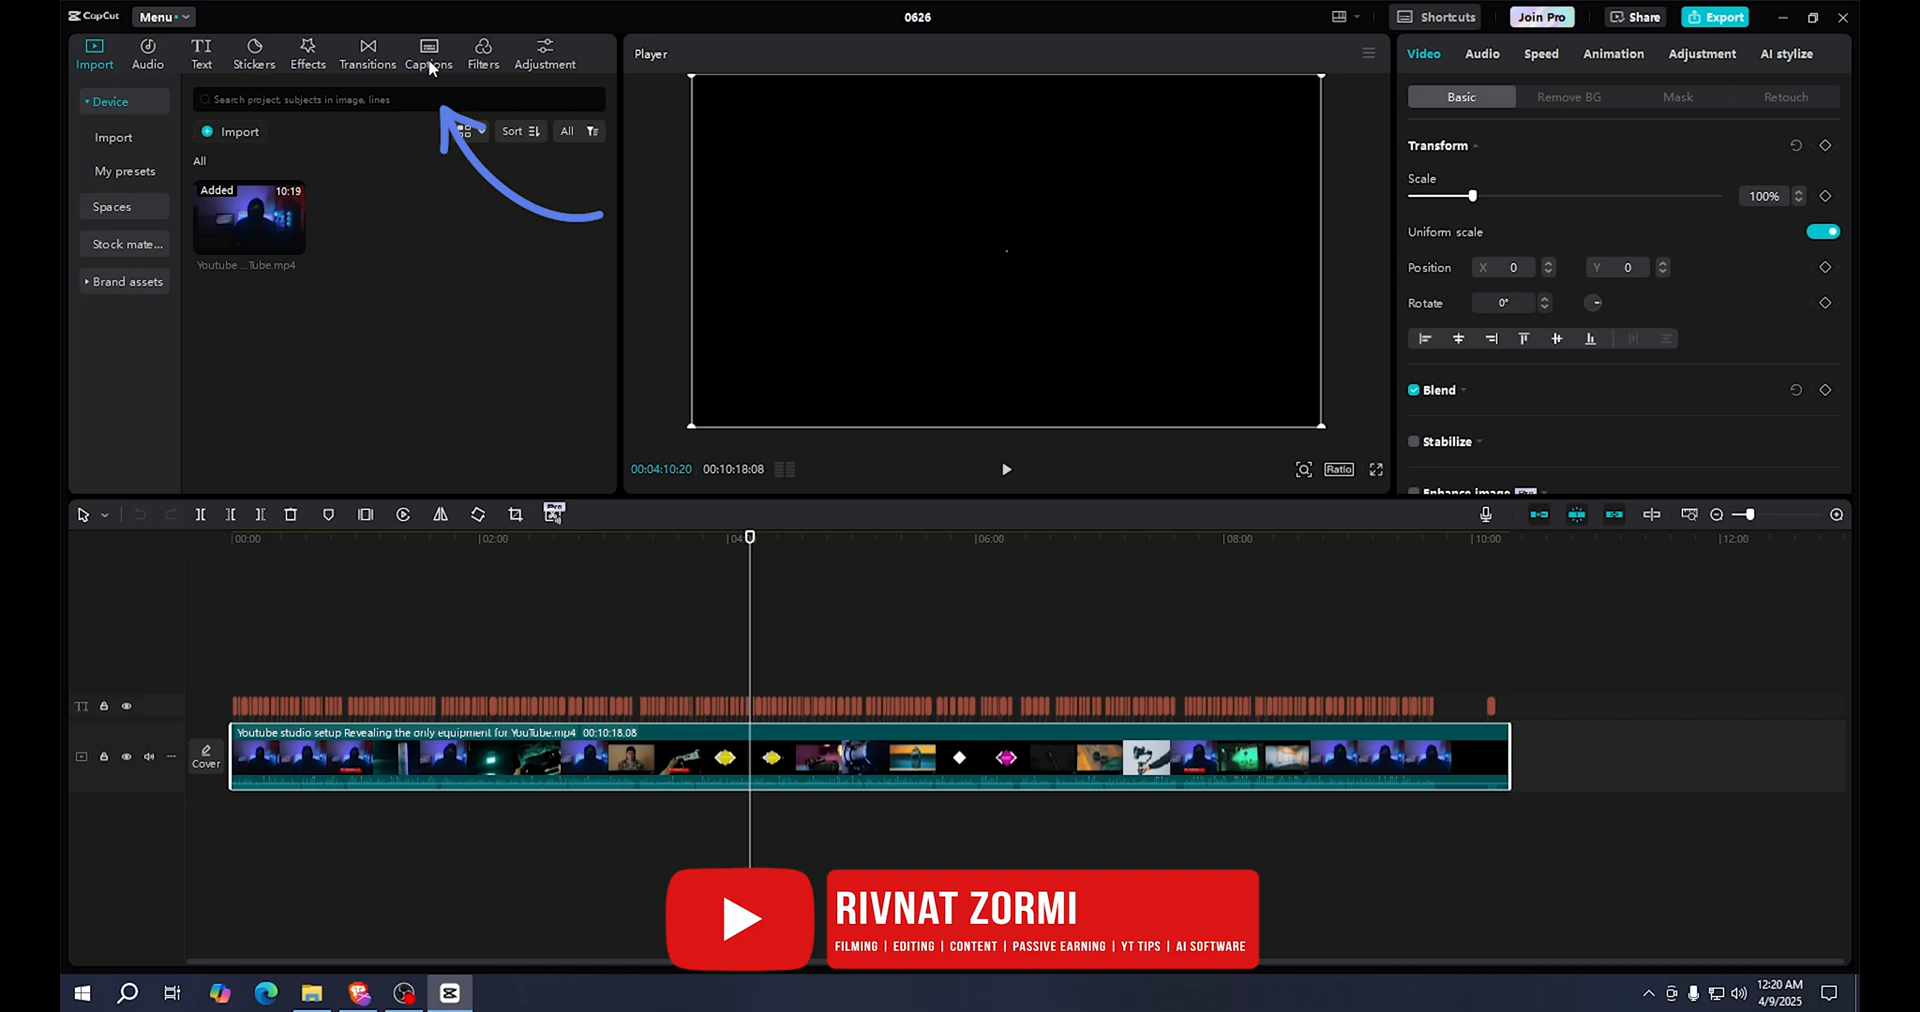 CapCut
Menu
0626
Shortcuts
Join Pro
Share
Export
Import
Audio
Text
Stickers
Effects
Transitions
Captions
Filters
Adjustment
Device
Import
My presets
Spaces
Stock mate...
Brand assets
Search project, subjects in image, lines
Import
Sort
All
All
Added
10:19
Youtube ...Tube.mp4
Player
00:04:10:20
00:10:18:08
Ratio
Video
Audio
Speed
Animation
Adjustment
AI stylize
Basic
Remove BG
Mask
Retouch
Transform
Scale
100%
Uniform scale
Position
X 0
Y 0
Rotate
0°
Blend
Stabilize
Enhance image
Pro
00:00
02:00
04
06:00
08:00
10:00
12:00
TI
Cover
Youtube studio setup Revealing the only equipment for YouTube.mp4 00:10:18:08
RIVNAT ZORMI
FILMING | EDITING | CONTENT | PASSIVE EARNING | YT TIPS | AI SOFTWARE
12:20 AM
4/9/2025